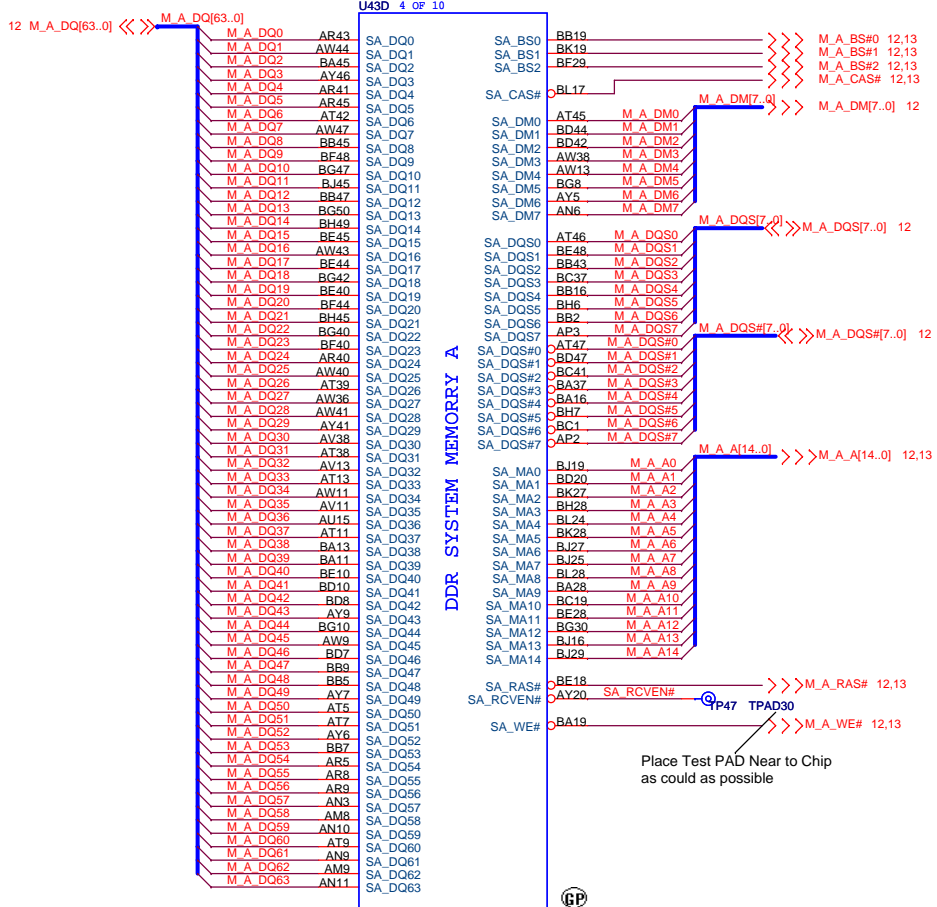 U43D 4 OF 10
12 M_A_DQ[63..0] M_A_DQ[63..0]
M_A_DQ0 AR43 SA_DQ0
M_A_DQ1 AW44 SA_DQ1
M_A_DQ2 BA45 SA_DQ2
M_A_DQ3 AY46 SA_DQ3
M_A_DQ4 AR41 SA_DQ4
M_A_DQ5 AR45 SA_DQ5
M_A_DQ6 AT42 SA_DQ6
M_A_DQ7 AW47 SA_DQ7
M_A_DQ8 BB45 SA_DQ8
M_A_DQ9 BF48 SA_DQ9
M_A_DQ10 BG47 SA_DQ10
M_A_DQ11 BJ45 SA_DQ11
M_A_DQ12 BB47 SA_DQ12
M_A_DQ13 BG50 SA_DQ13
M_A_DQ14 BH49 SA_DQ14
M_A_DQ15 BE45 SA_DQ15
M_A_DQ16 AW43 SA_DQ16
M_A_DQ17 BE44 SA_DQ17
M_A_DQ18 BG42 SA_DQ18
M_A_DQ19 BE40 SA_DQ19
M_A_DQ20 BF44 SA_DQ20
M_A_DQ21 BH45 SA_DQ21
M_A_DQ22 BG40 SA_DQ22
M_A_DQ23 BF40 SA_DQ23
M_A_DQ24 AR40 SA_DQ24
M_A_DQ25 AW40 SA_DQ25
M_A_DQ26 AT39 SA_DQ26
M_A_DQ27 AW36 SA_DQ27
M_A_DQ28 AW41 SA_DQ28
M_A_DQ29 AY41 SA_DQ29
M_A_DQ30 AV38 SA_DQ30
M_A_DQ31 AT38 SA_DQ31
M_A_DQ32 AV13 SA_DQ32
M_A_DQ33 AT13 SA_DQ33
M_A_DQ34 AW11 SA_DQ34
M_A_DQ35 AV11 SA_DQ35
M_A_DQ36 AU15 SA_DQ36
M_A_DQ37 AT11 SA_DQ37
M_A_DQ38 BA13 SA_DQ38
M_A_DQ39 BA11 SA_DQ39
M_A_DQ40 BE10 SA_DQ40
M_A_DQ41 BD10 SA_DQ41
M_A_DQ42 BD8 SA_DQ42
M_A_DQ43 AY9 SA_DQ43
M_A_DQ44 BG10 SA_DQ44
M_A_DQ45 AW9 SA_DQ45
M_A_DQ46 BD7 SA_DQ46
M_A_DQ47 BB9 SA_DQ47
M_A_DQ48 BB5 SA_DQ48
M_A_DQ49 AY7 SA_DQ49
M_A_DQ50 AT5 SA_DQ50
M_A_DQ51 AT7 SA_DQ51
M_A_DQ52 AY6 SA_DQ52
M_A_DQ53 BB7 SA_DQ53
M_A_DQ54 AR5 SA_DQ54
M_A_DQ55 AR8 SA_DQ55
M_A_DQ56 AR9 SA_DQ56
M_A_DQ57 AN3 SA_DQ57
M_A_DQ58 AM8 SA_DQ58
M_A_DQ59 AN10 SA_DQ59
M_A_DQ60 AT9 SA_DQ60
M_A_DQ61 AN9 SA_DQ61
M_A_DQ62 AM9 SA_DQ62
M_A_DQ63 AN11 SA_DQ63
DDR SYSTEM MEMORRY A
SA_BS0 BB19 M_A_BS#0 12,13
SA_BS1 BK19 M_A_BS#1 12,13
SA_BS2 BF29 M_A_BS#2 12,13
SA_CAS# BL17 M_A_CAS# 12,13
M_A_DM[7..0] M_A_DM[7..0] 12
SA_DM0 AT45 M_A_DM0
SA_DM1 BD44 M_A_DM1
SA_DM2 BD42 M_A_DM2
SA_DM3 AW38 M_A_DM3
SA_DM4 AW13 M_A_DM4
SA_DM5 BG8 M_A_DM5
SA_DM6 AY5 M_A_DM6
SA_DM7 AN6 M_A_DM7
M_A_DQS[7..0] M_A_DQS[7..0] 12
SA_DQS0 AT46 M_A_DQS0
SA_DQS1 BE48 M_A_DQS1
SA_DQS2 BB43 M_A_DQS2
SA_DQS3 BC37 M_A_DQS3
SA_DQS4 BB16 M_A_DQS4
SA_DQS5 BH6 M_A_DQS5
SA_DQS6 BB2 M_A_DQS6
SA_DQS7 AP3 M_A_DQS7
M_A_DQS#[7..0] M_A_DQS#[7..0] 12
SA_DQS#0 AT47 M_A_DQS#0
SA_DQS#1 BD47 M_A_DQS#1
SA_DQS#2 BC41 M_A_DQS#2
SA_DQS#3 BA37 M_A_DQS#3
SA_DQS#4 BA16 M_A_DQS#4
SA_DQS#5 BH7 M_A_DQS#5
SA_DQS#6 BC1 M_A_DQS#6
SA_DQS#7 AP2 M_A_DQS#7
M_A_A[14..0] M_A_A[14..0] 12,13
SA_MA0 BJ19 M_A_A0
SA_MA1 BD20 M_A_A1
SA_MA2 BK27 M_A_A2
SA_MA3 BH28 M_A_A3
SA_MA4 BL24 M_A_A4
SA_MA5 BK28 M_A_A5
SA_MA6 BJ27 M_A_A6
SA_MA7 BJ25 M_A_A7
SA_MA8 BL28 M_A_A8
SA_MA9 BA28 M_A_A9
SA_MA10 BC19 M_A_A10
SA_MA11 BE28 M_A_A11
SA_MA12 BG30 M_A_A12
SA_MA13 BJ16 M_A_A13
SA_MA14 BJ29 M_A_A14
SA_RAS# BE18 M_A_RAS# 12,13
SA_RCVEN# AY20 SA_RCVEN# TP47 TPAD30
SA_WE# BA19 M_A_WE# 12,13
Place Test PAD Near to Chip
as could as possible
GP